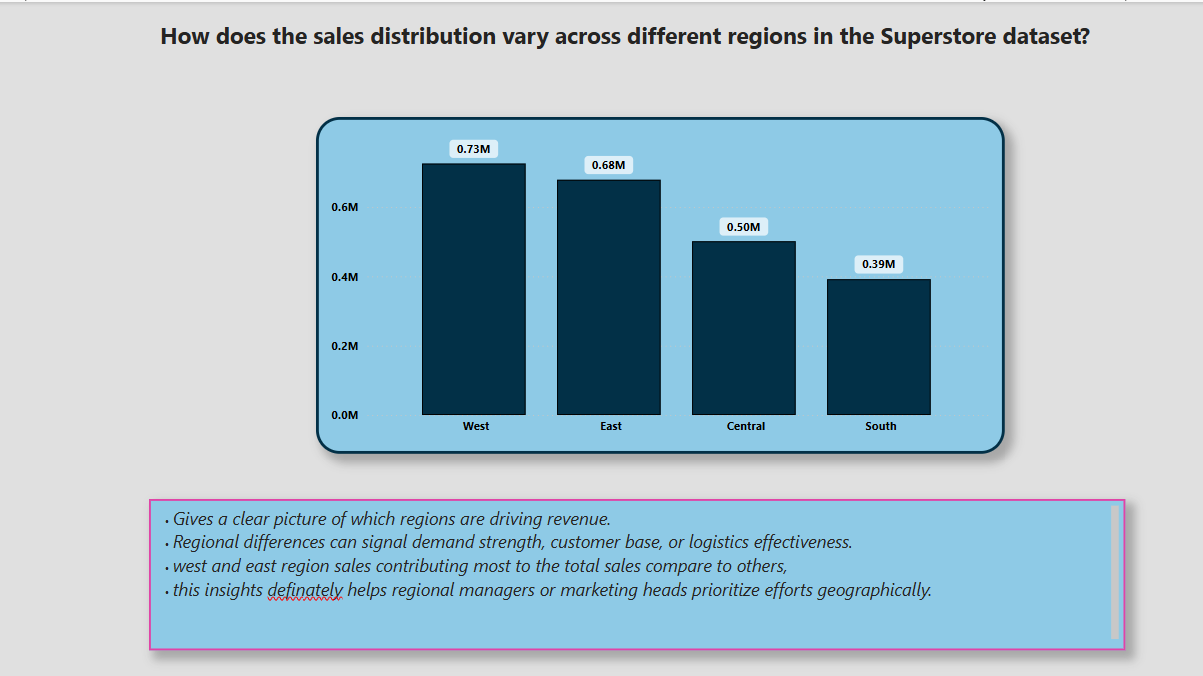 How does the sales distribution vary across different regions in the Superstore dataset?
0.73M
0.68M
0.50M
0.39M
0.6M
0.4M
0.2M
0.0M
West East Central South
• Gives a clear picture of which regions are driving revenue.
• Regional differences can signal demand strength, customer base, or logistics effectiveness.
• west and east region sales contributing most to the total sales compare to others,
• this insights definately helps regional managers or marketing heads prioritize efforts geographically.